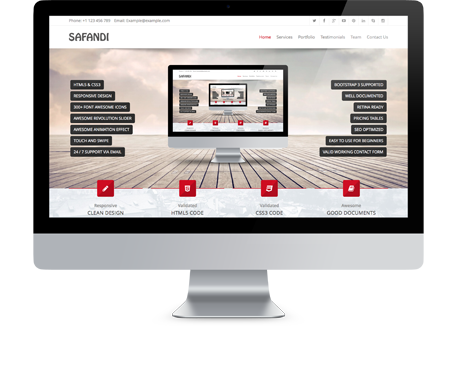 Phone: +1 123 456 789 Email: Example@example.com
SAFANDI
Home Services Portfolio Testimonials Team Contact Us
HTML5 & CSS3
RESPONSIVE DESIGN
300+ FONT AWESOME ICONS
AWESOME REVOLUTION SLIDER
AWESOME ANIMATION EFFECT
TOUCH AND SWIPE
24 / 7 SUPPORT VIA EMAIL
BOOTSTRAP 3 SUPPORTED
WELL DOCUMENTED
RETINA READY
PRICING TABLES
SEO OPTIMIZED
EASY TO USE FOR BEGINNERS
VALID WORKING CONTACT FORM
SAFANDI
Responsive
CLEAN DESIGN
Validated
HTML5 CODE
Validated
CSS3 CODE
Awesome
GOOD DOCUMENTS